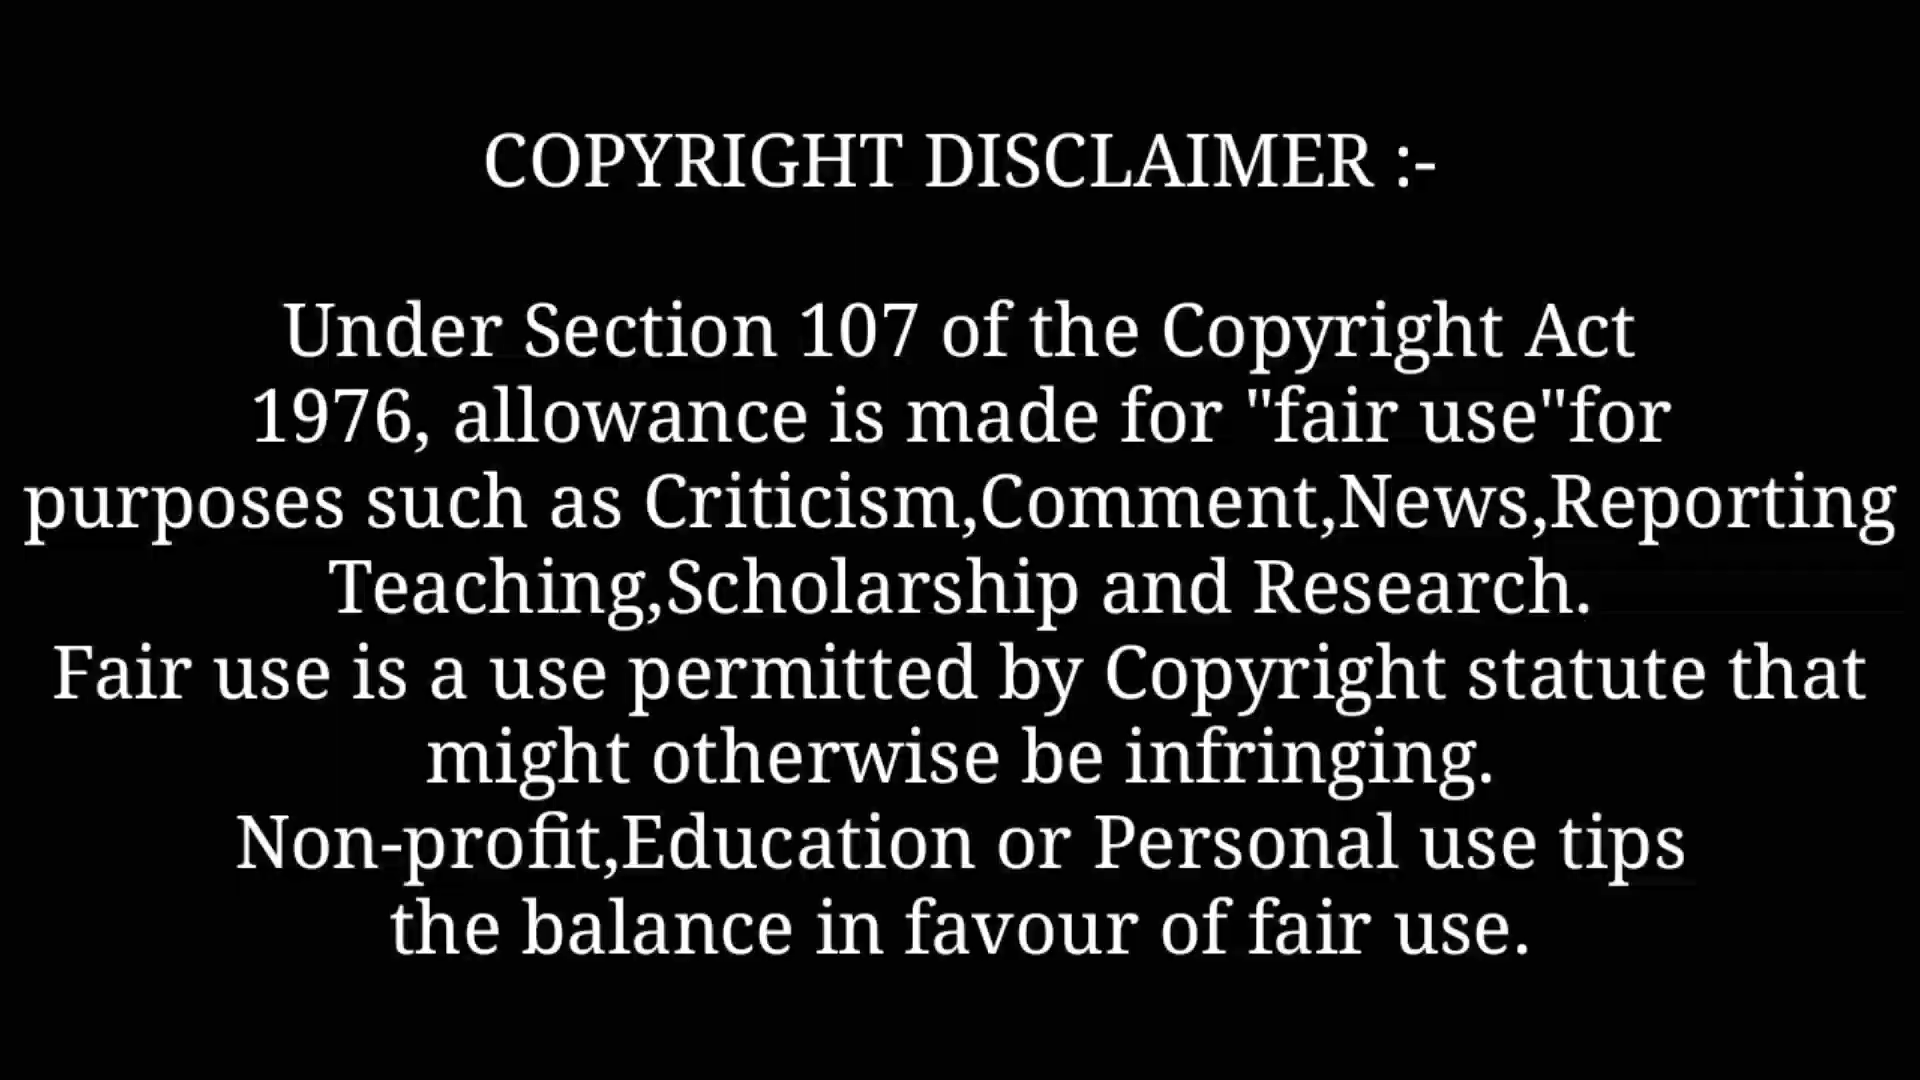 COPYRIGHT DISCLAIMER :-
Under Section 107 of the Copyright Act
1976, allowance is made for "fair use"for
purposes such as Criticism,Comment,News,Reporting
Teaching,Scholarship and Research.
Fair use is a use permitted by Copyright statute that
might otherwise be infringing.
Non-profit,Education or Personal use tips
the balance in favour of fair use.